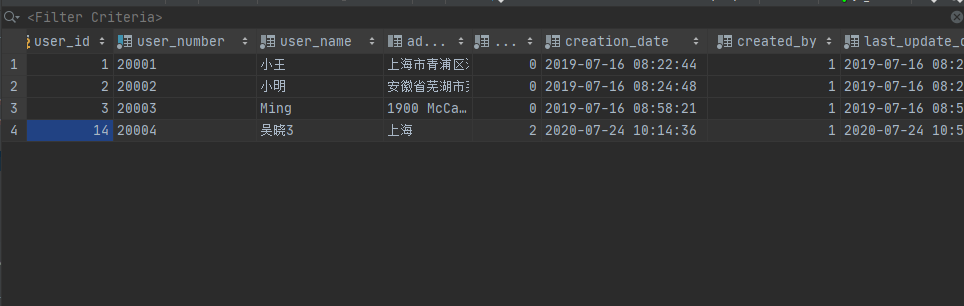 <Filter Criteria>
user_id user_number user_name ad... ... creation_date created_by last_update_
1 1 20001 小王 上海市青浦区 0 2019-07-16 08:22:44 1 2019-07-16 08:2
2 2 20002 小明 安徽省芜湖市 0 2019-07-16 08:24:48 1 2019-07-16 08:2
3 3 20003 Ming 1900 McCa… 0 2019-07-16 08:58:21 1 2019-07-16 08:5
4 14 20004 吴晓3 上海 2 2020-07-24 10:14:36 1 2020-07-24 10:5